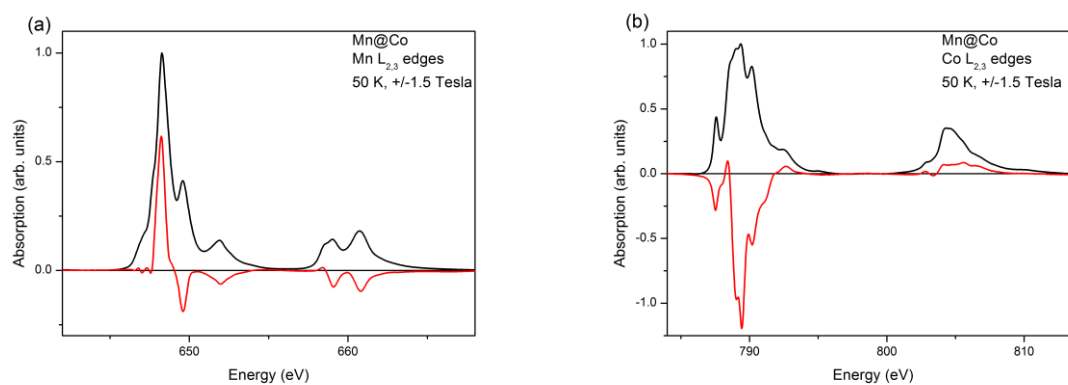 (a)
Mn@Co
Mn L2,3 edges
50 K, +/-1.5 Tesla
Absorption (arb. units)
1.0
0.5
0.0
650
660
Energy (eV)
(b)
Mn@Co
Co L2,3 edges
50 K, +/-1.5 Tesla
Absorption (arb. units)
1.0
0.5
0.0
-0.5
-1.0
790
800
810
Energy (eV)